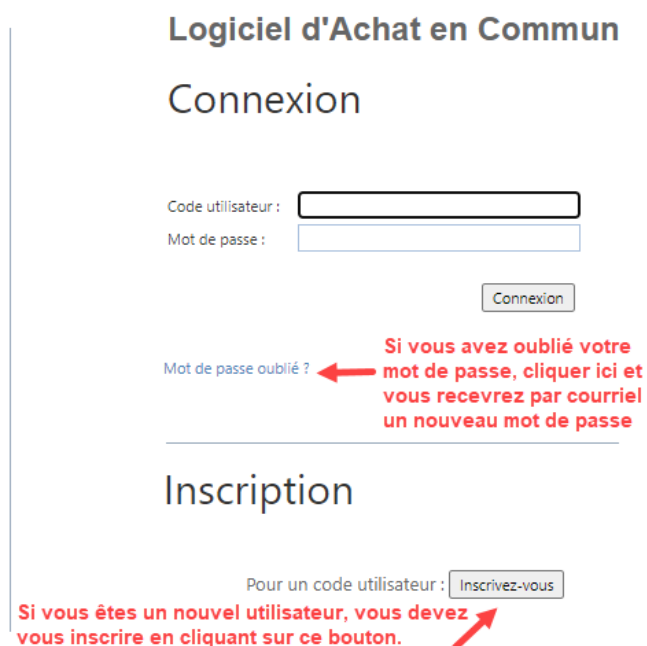 Logiciel d'Achat en Commun
Connexion
Code utilisateur :
Mot de passe :
Connexion
Mot de passe oublié ?
Si vous avez oublié votre
mot de passe, cliquer ici et
vous recevrez par courriel
un nouveau mot de passe
Inscription
Pour un code utilisateur : Inscrivez-vous
Si vous êtes un nouvel utilisateur, vous devez
vous inscrire en cliquant sur ce bouton.